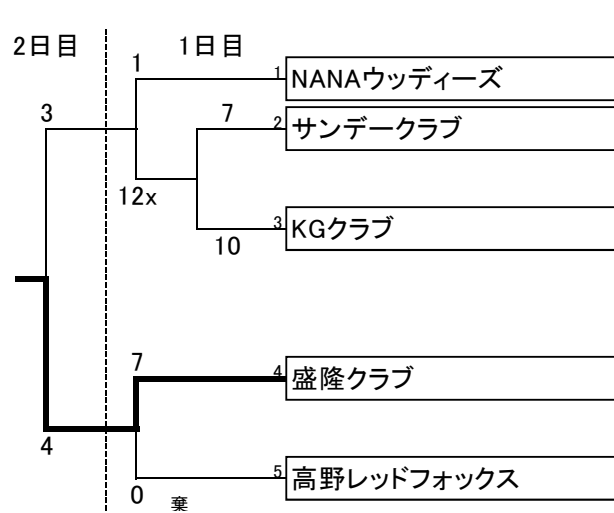 2日目
1日目
1
1 NANAウッディーズ
3
7
2 サンデークラブ
12x
3 KGクラブ
10
7
4 盛隆クラブ
4
5 高野レッドフォックス
0
棄